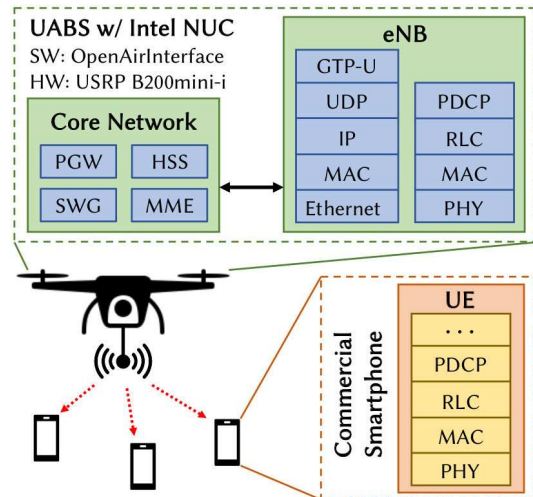 UABS w/ Intel NUC
SW: OpenAirInterface
HW: USRP B200mini-i
Core Network
PGW
HSS
SWG
MME
eNB
GTP-U
UDP
IP
MAC
Ethernet
PDCP
RLC
MAC
PHY
Commercial
Smartphone
UE
...
PDCP
RLC
MAC
PHY